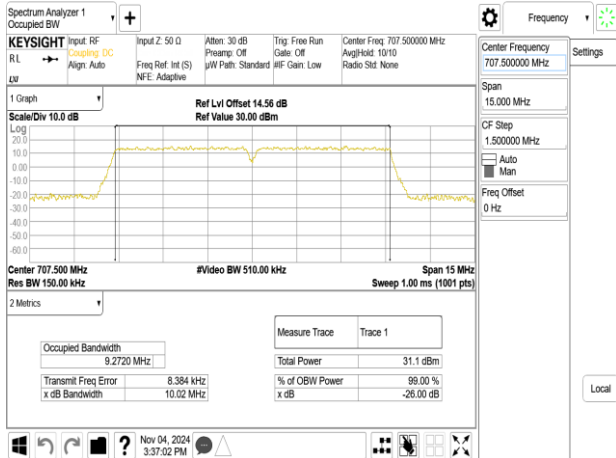 Spectrum Analyzer 1
Occupied BW
+
Frequency
KEYSIGHT Input: RF Input Z: 50 Ω Atten: 30 dB Trig: Free Run Center Freq: 707.500000 MHz
RL Coupling: DC Preamp: Off Gate: Off Avg|Hold: 10/10
Align: Auto Freq Ref: Int (S) µW Path: Standard #IF Gain: Low Radio Std: None
NFE: Adaptive
Center Frequency
707.500000 MHz
Settings
Span
15.000 MHz
CF Step
1.500000 MHz
Auto
Man
Freq Offset
0 Hz
Local
1 Graph
Ref Lvl Offset 14.56 dB
Scale/Div 10.0 dB Ref Value 30.00 dBm
Log
20.0
10.0
0.00
-10.0
-20.0
-30.0
-40.0
-50.0
-60.0
Center 707.500 MHz #Video BW 510.00 kHz Span 15 MHz
Res BW 150.00 kHz Sweep 1.00 ms (1001 pts)
2 Metrics
Measure Trace Trace 1
Occupied Bandwidth
9.2720 MHz Total Power 31.1 dBm
Transmit Freq Error 8.384 kHz % of OBW Power 99.00 %
x dB Bandwidth 10.02 MHz x dB -26.00 dB
? Nov 04, 2024
3:37:02 PM